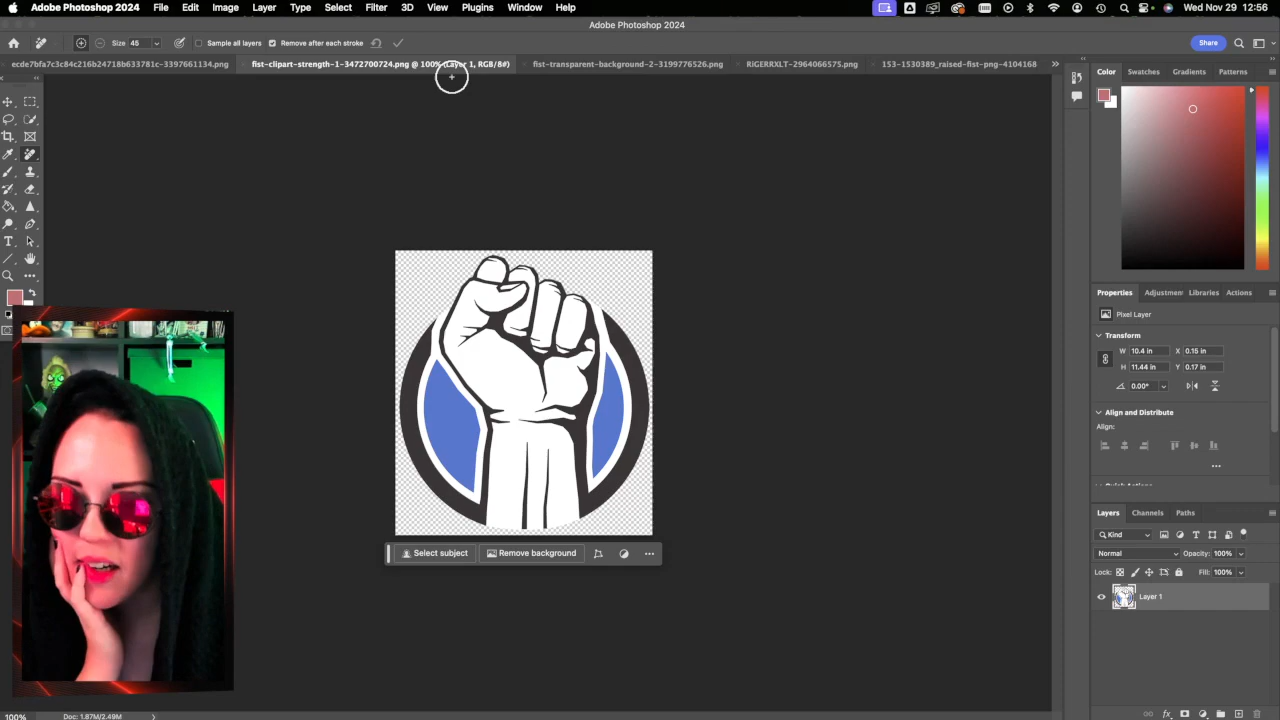 Adobe Photoshop 2024 File Edit Image Layer Type Select Filter 3D View Plugins Window Help Wed Nov 29 12:56
Adobe Photoshop 2024
Size 45 Sample all layers Remove after each stroke Share
ecde7bfa7c3c84c216b24718b633781c-3397661134.png fist-clipart-strength-1-3472700724.png @ 100% (Layer 1, RGB/8#) fist-transparent-background-2-3199776526.png RiGERRXLT-2964066575.png 153-1530389_raised-fist-png-4104168
Color Swatches Gradients Patterns
Properties Adjustmen Libraries Actions
Pixel Layer
Transform
W 10.4 in X 0.15 in
H 11.44 in Y 0.17 in
0.00°
Align and Distribute
Align:
Layers Channels Paths
Kind
Normal Opacity: 100%
Lock: Fill: 100%
Layer 1
Select subject Remove background
100% Doc: 1.87M/2.49M